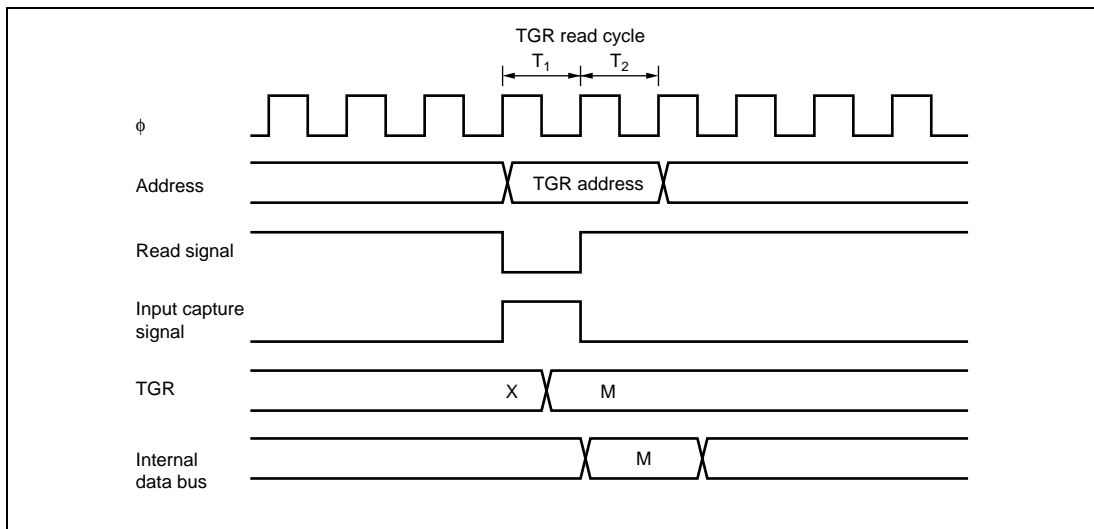 TGR read cycle
T₁ T₂
ϕ
Address
TGR address
Read signal
Input capture
signal
TGR
X
M
Internal
data bus
M